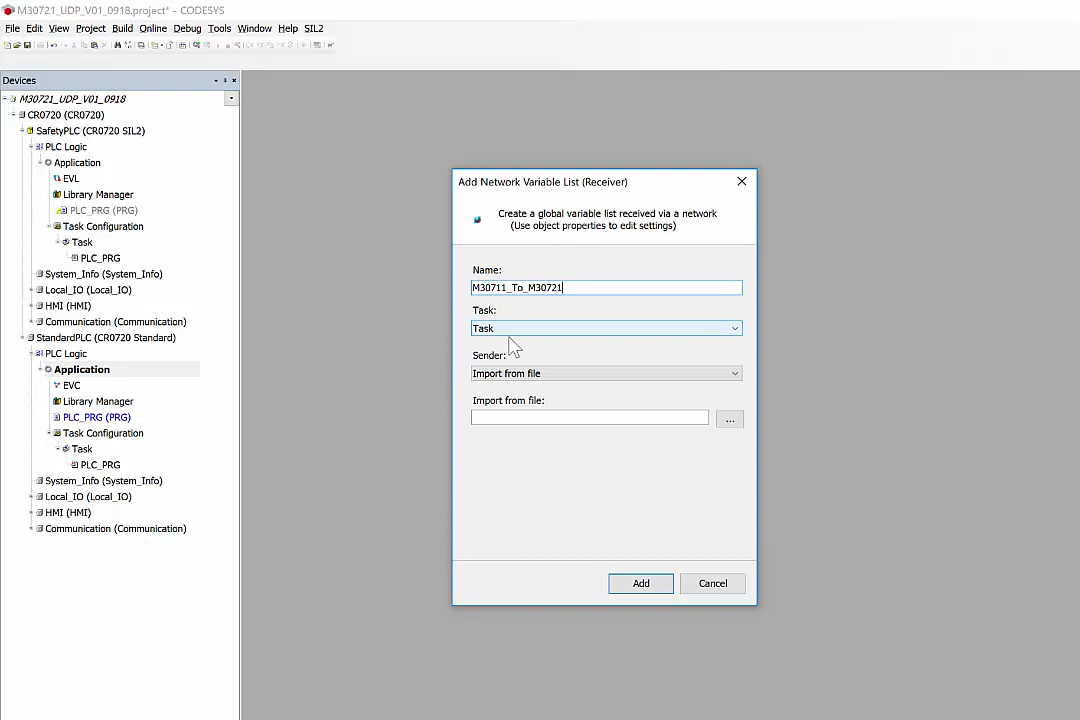 M30721_UDP_V01_0918.project* - CODESYS
File Edit View Project Build Online Debug Tools Window Help SIL2
Devices
M30721_UDP_V01_0918
CR0720 (CR0720)
SafetyPLC (CR0720 SIL2)
PLC Logic
Application
EVL
Library Manager
PLC_PRG (PRG)
Task Configuration
Task
PLC_PRG
System_Info (System_Info)
Local_IO (Local_IO)
HMI (HMI)
Communication (Communication)
StandardPLC (CR0720 Standard)
PLC Logic
Application
EVC
Library Manager
PLC_PRG (PRG)
Task Configuration
Task
PLC_PRG
System_Info (System_Info)
Local_IO (Local_IO)
HMI (HMI)
Communication (Communication)
Add Network Variable List (Receiver)
Create a global variable list received via a network
(Use object properties to edit settings)
Name:
M30711_To_M30721
Task:
Task
Sender:
Import from file
Import from file:
...
Add Cancel